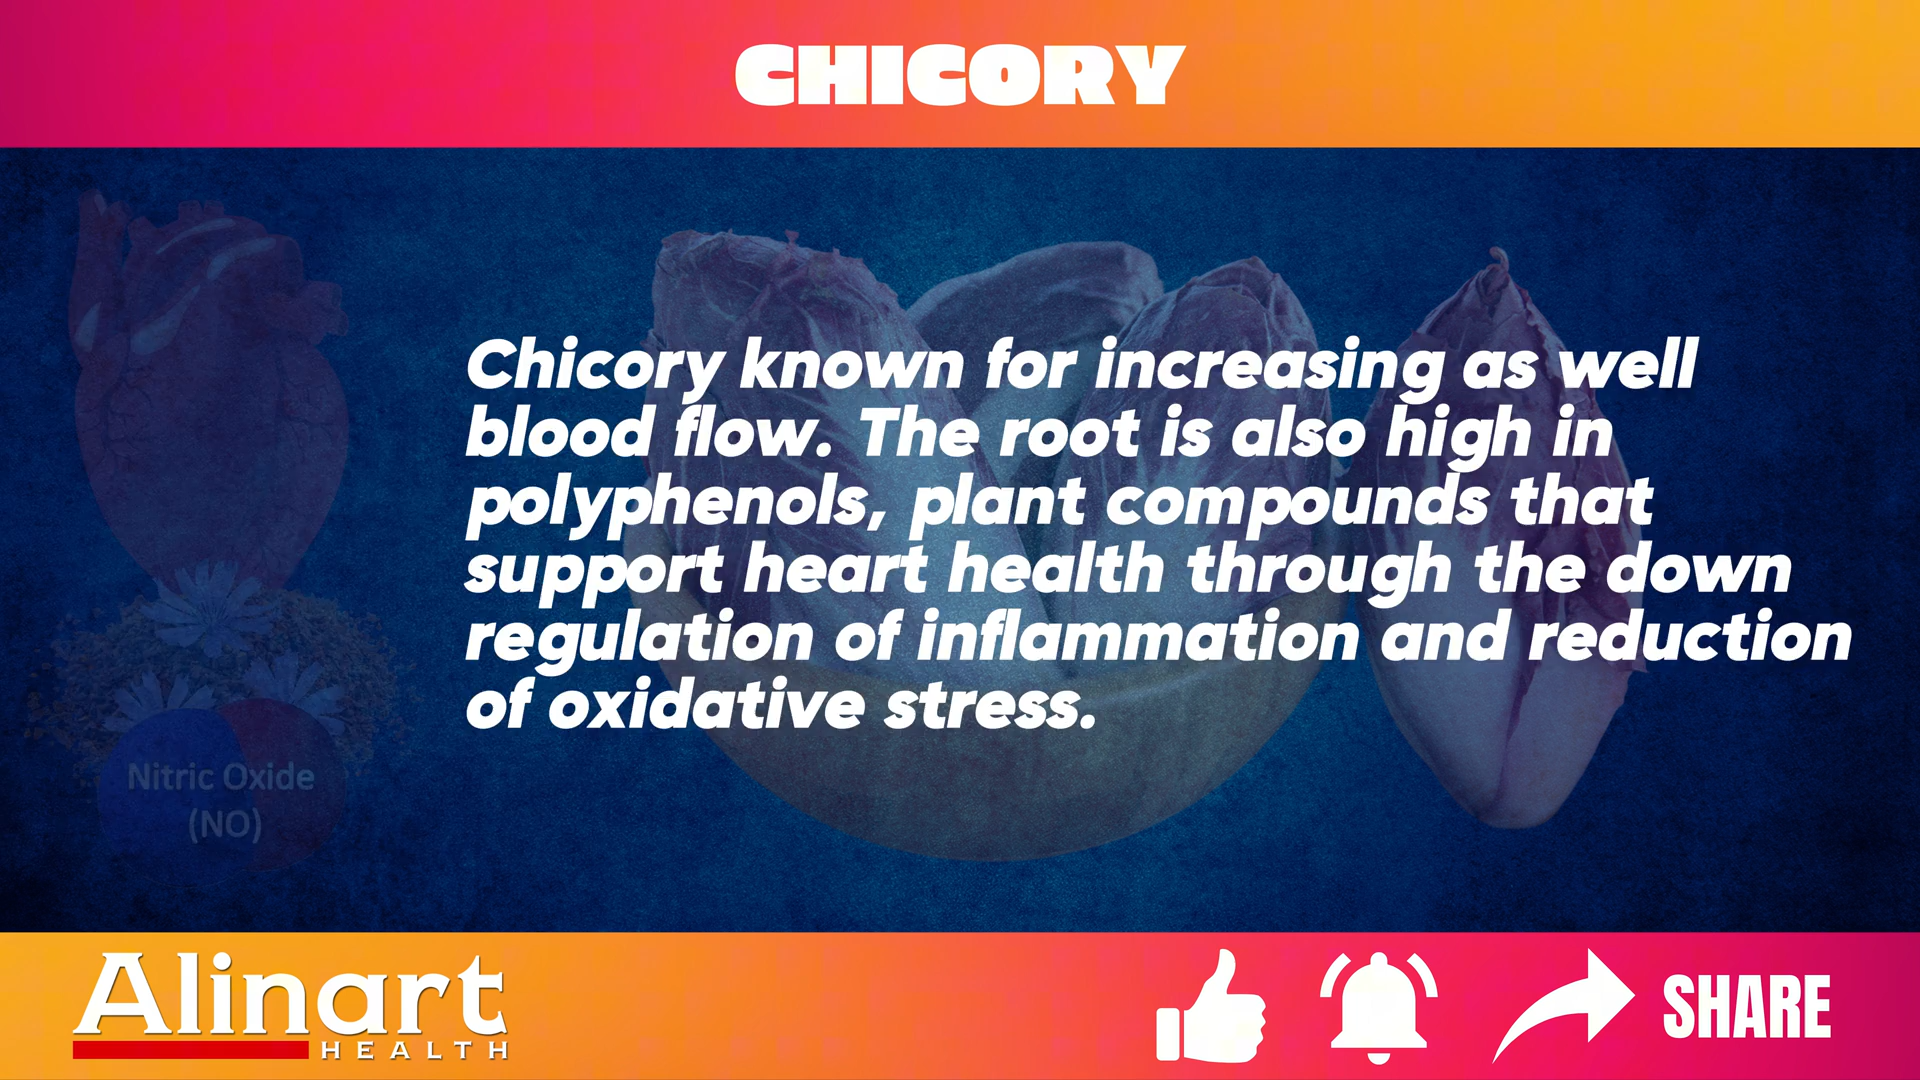 CHICORY
Chicory known for increasing as well
blood flow. The root is also high in
polyphenols, plant compounds that
support heart health through the down
regulation of inflammation and reduction
of oxidative stress.
Nitric Oxide
(NO)
Alinart
HEALTH
SHARE